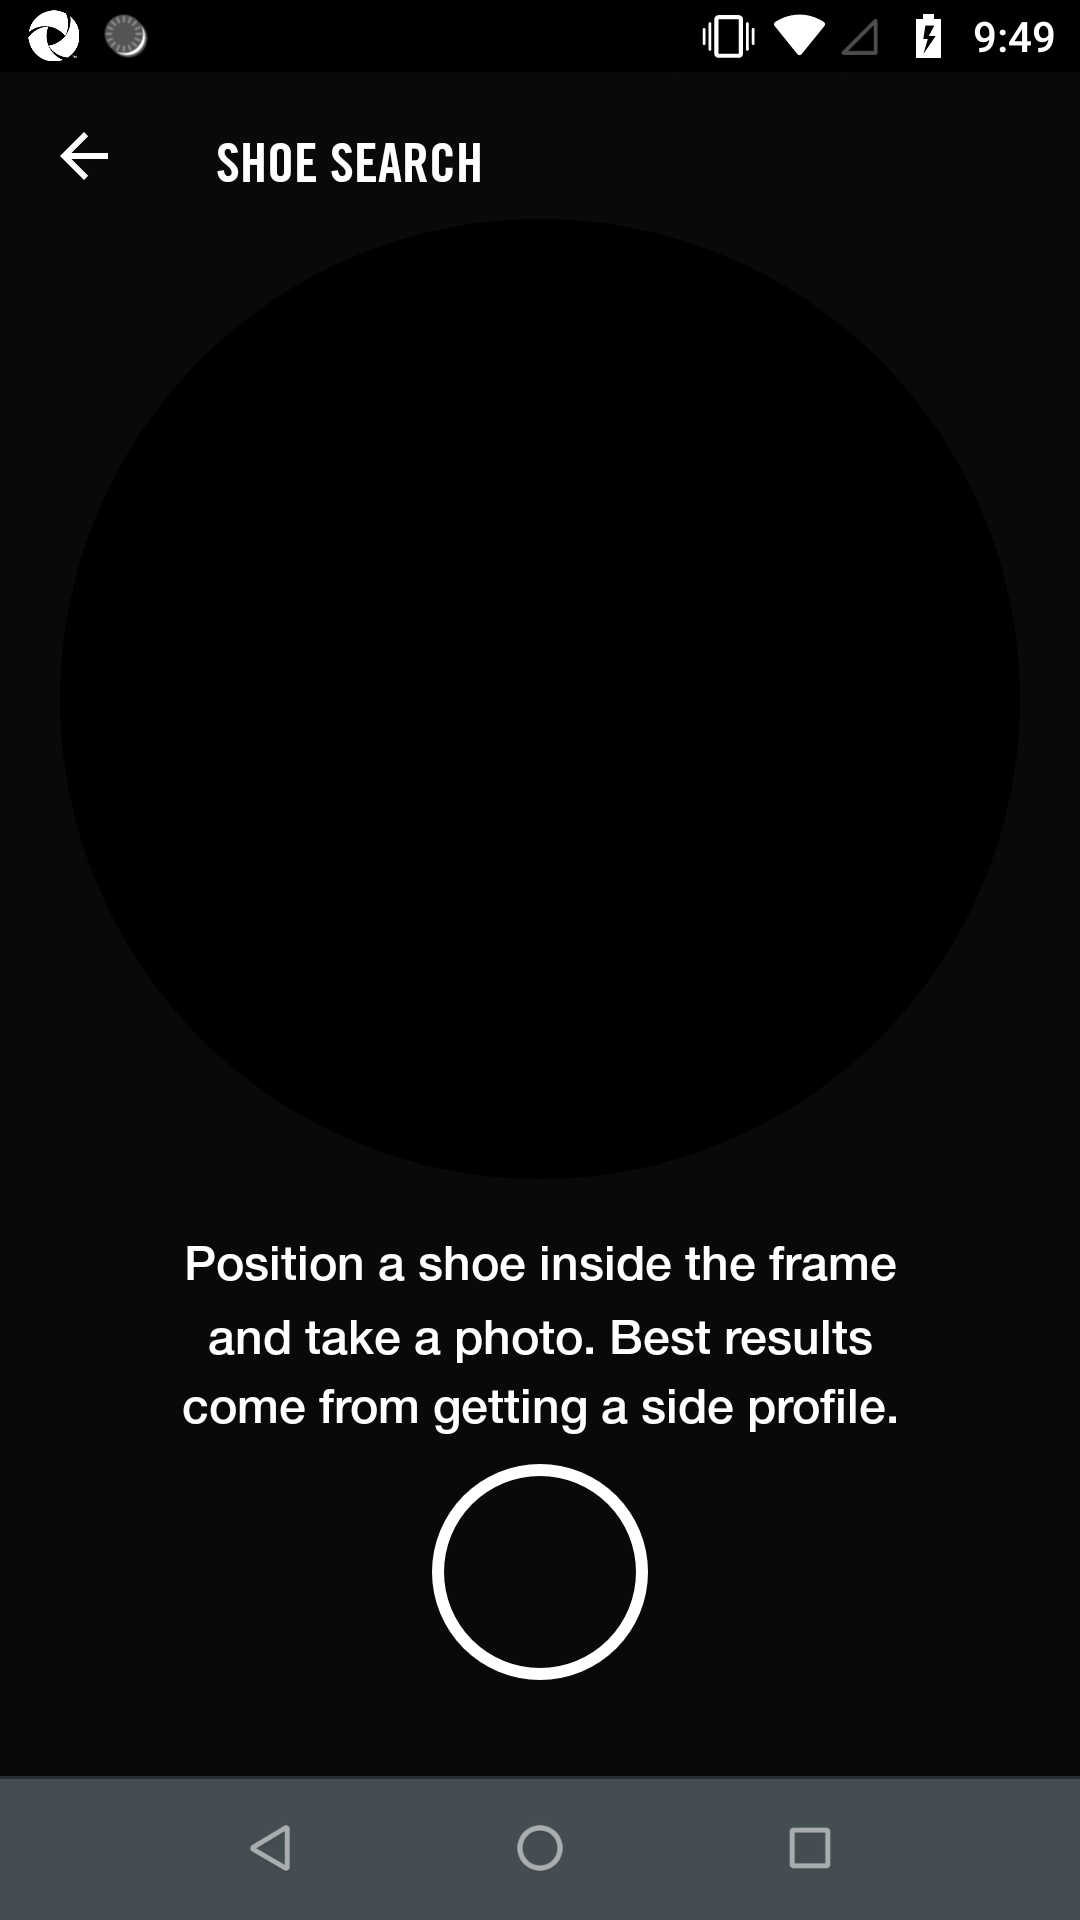 9:49
SHOE SEARCH
Position a shoe inside the frame
and take a photo. Best results
come from getting a side profile.